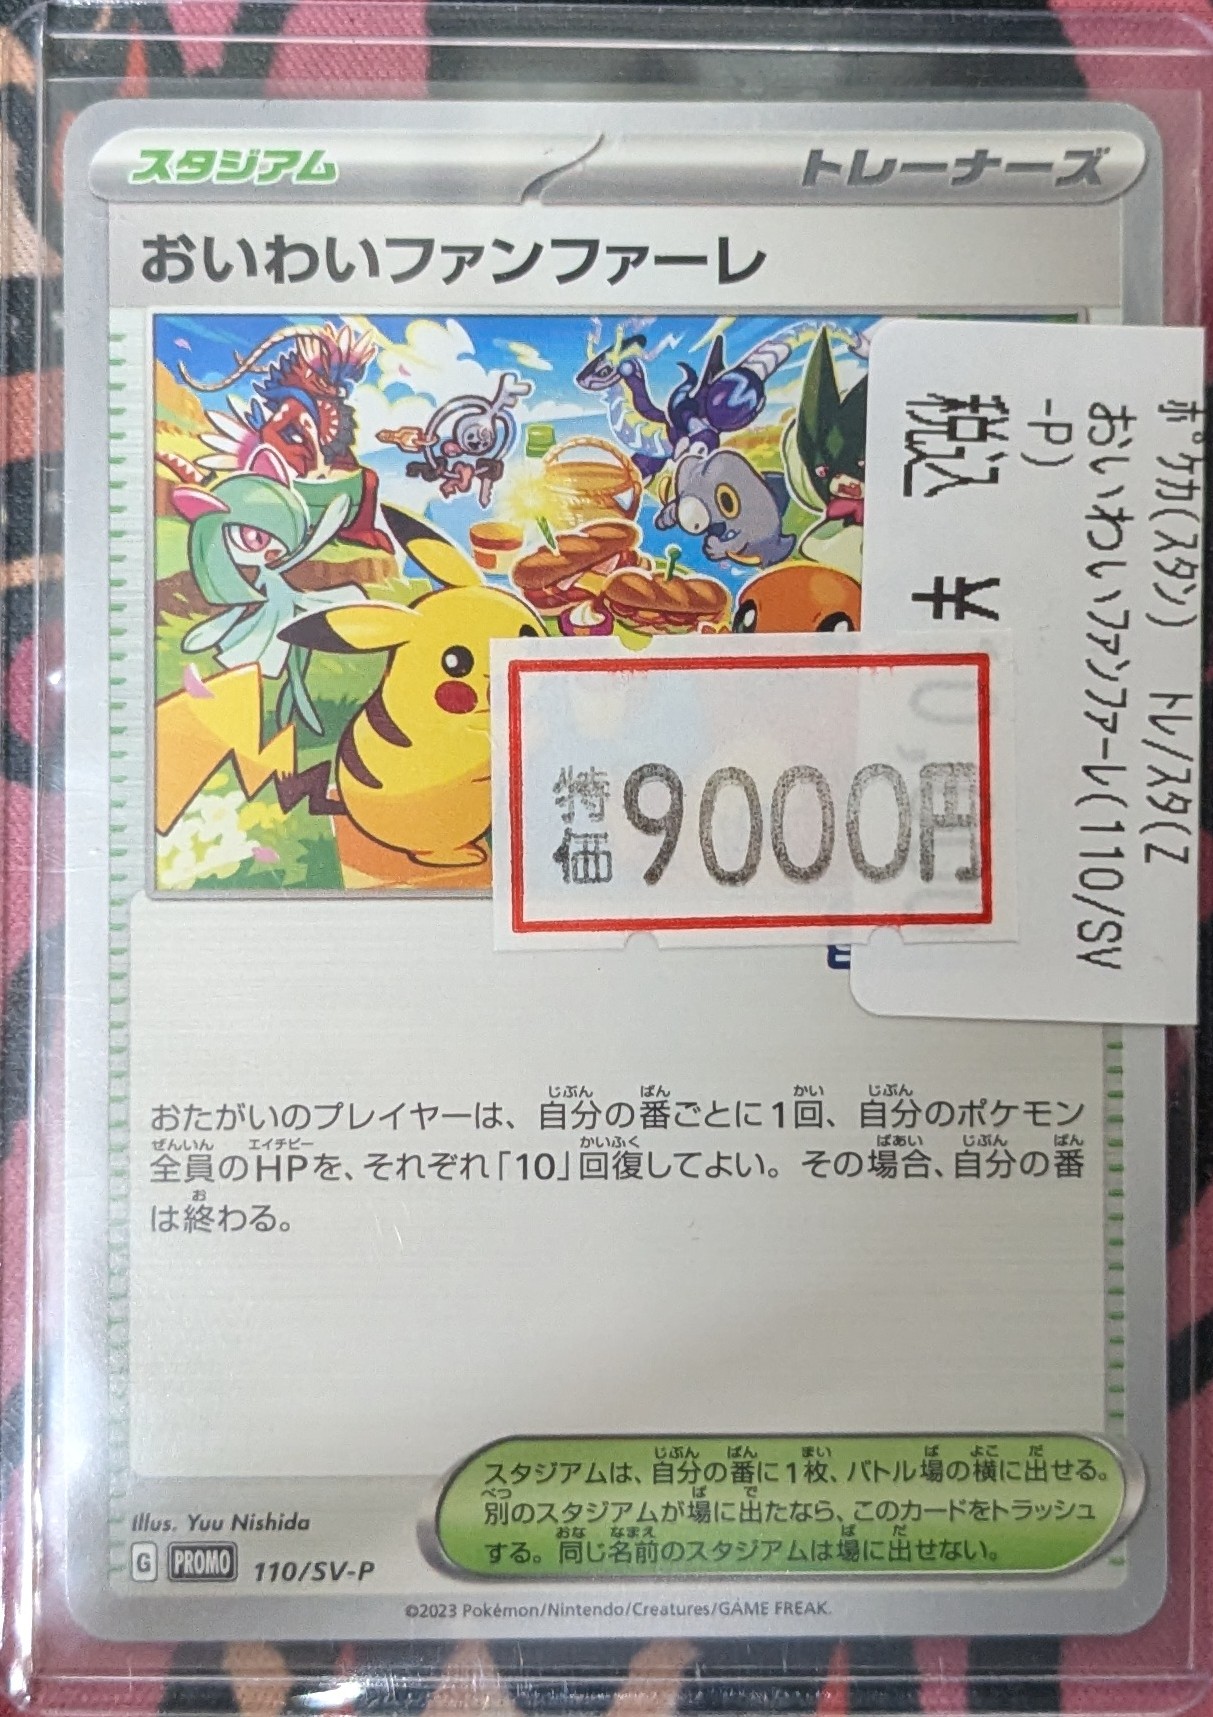 スタジアム
トレーナーズ
おいわいファンファーレ
ポケカ(スタン) トレ/スタ(Z
おいわいファンファーレ(110/SV
-P)
税込 ¥
特価 9000円
おたがいのプレイヤーは、自分の番ごとに1回、自分のポケモン
全員のHPを、それぞれ「10」回復してよい。その場合、自分の番
は終わる。
スタジアムは、自分の番に1枚、バトル場の横に出せる。
別のスタジアムが場に出たなら、このカードをトラッシュ
する。同じ名前のスタジアムは場に出せない。
Illus. Yuu Nishida
G PROMO 110/SV-P
©2023 Pokémon/Nintendo/Creatures/GAME FREAK.